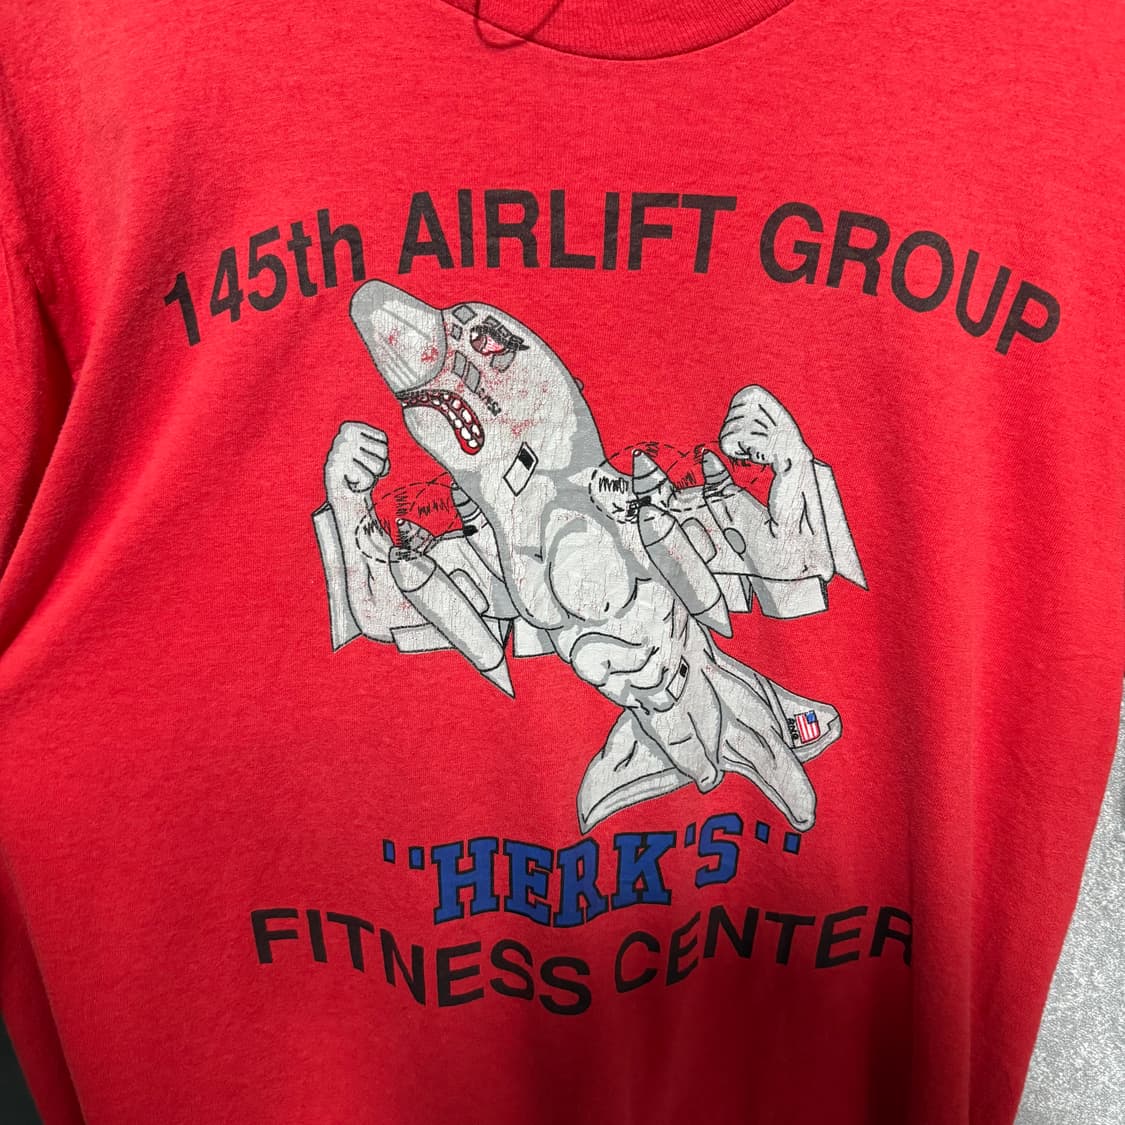 145th AIRLIFT GROUP
"HERK'S"
FITNESS CENTER